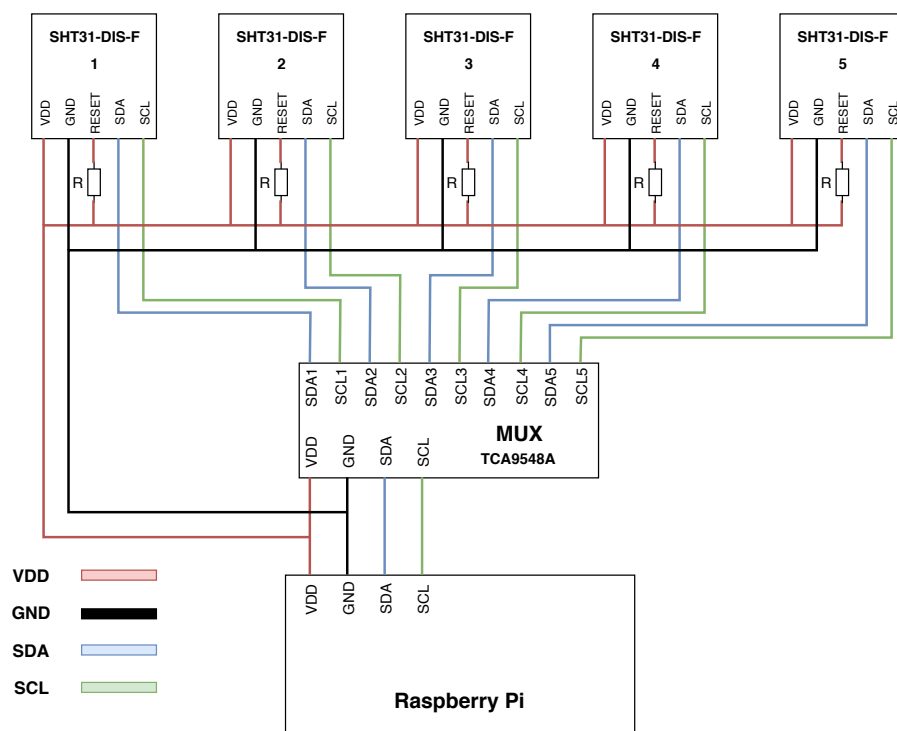 SHT31-DIS-F
1
VDD
GND
RESET
SDA
SCL
R
SHT31-DIS-F
2
VDD
GND
RESET
SDA
SCL
R
SHT31-DIS-F
3
VDD
GND
RESET
SDA
SCL
R
SHT31-DIS-F
4
VDD
GND
RESET
SDA
SCL
R
SHT31-DIS-F
5
VDD
GND
RESET
SDA
SCL
R
SDA1
SCL1
SDA2
SCL2
SDA3
SCL3
SDA4
SCL4
SDA5
SCL5
MUX
TCA9548A
VDD
GND
SDA
SCL
VDD
GND
SDA
SCL
Raspberry Pi
VDD
GND
SDA
SCL